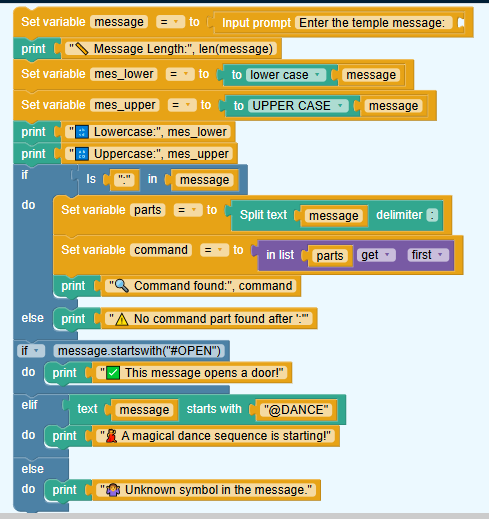 Set variable message = to Input prompt Enter the temple message:
print "📏 Message Length:", len(message)
Set variable mes_lower = to to lower case message
Set variable mes_upper = to to UPPER CASE message
print "🔡 Lowercase:", mes_lower
print "🔠 Uppercase:", mes_upper
if Is ":" in message
do Set variable parts = to Split text message delimiter :
Set variable command = to in list parts get first
print "🔍 Command found:", command
else print "⚠️ No command part found after ':'"
if message.startswith("#OPEN")
do print "✅ This message opens a door!"
elif text message starts with "@DANCE"
do print "💃 A magical dance sequence is starting!"
else
do print "🤷 Unknown symbol in the message."